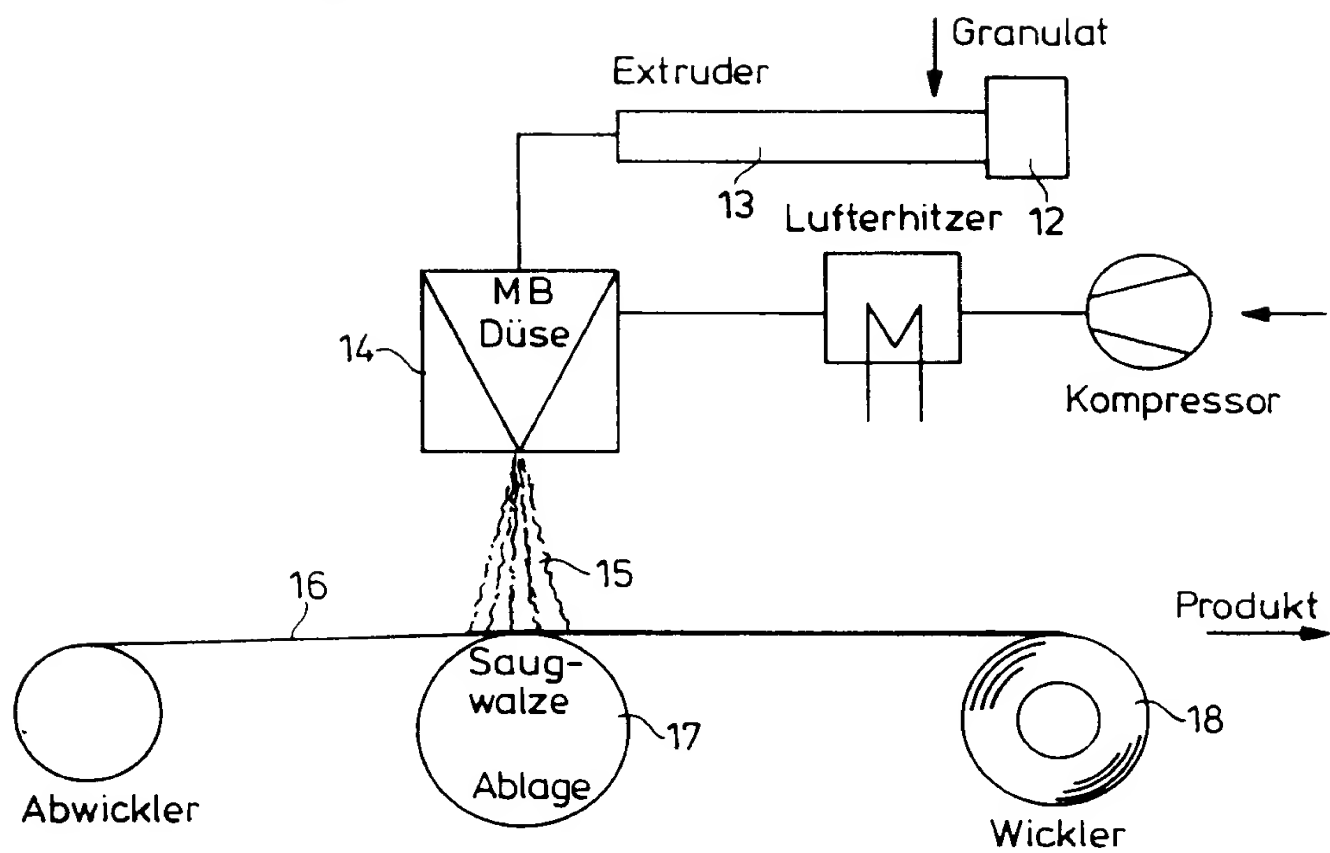 Granulat
Extruder
13
12
Lufterhitzer
MB
Düse
14
Kompressor
15
16
Produkt
Saug-
walze
17
18
Ablage
Abwickler
Wickler